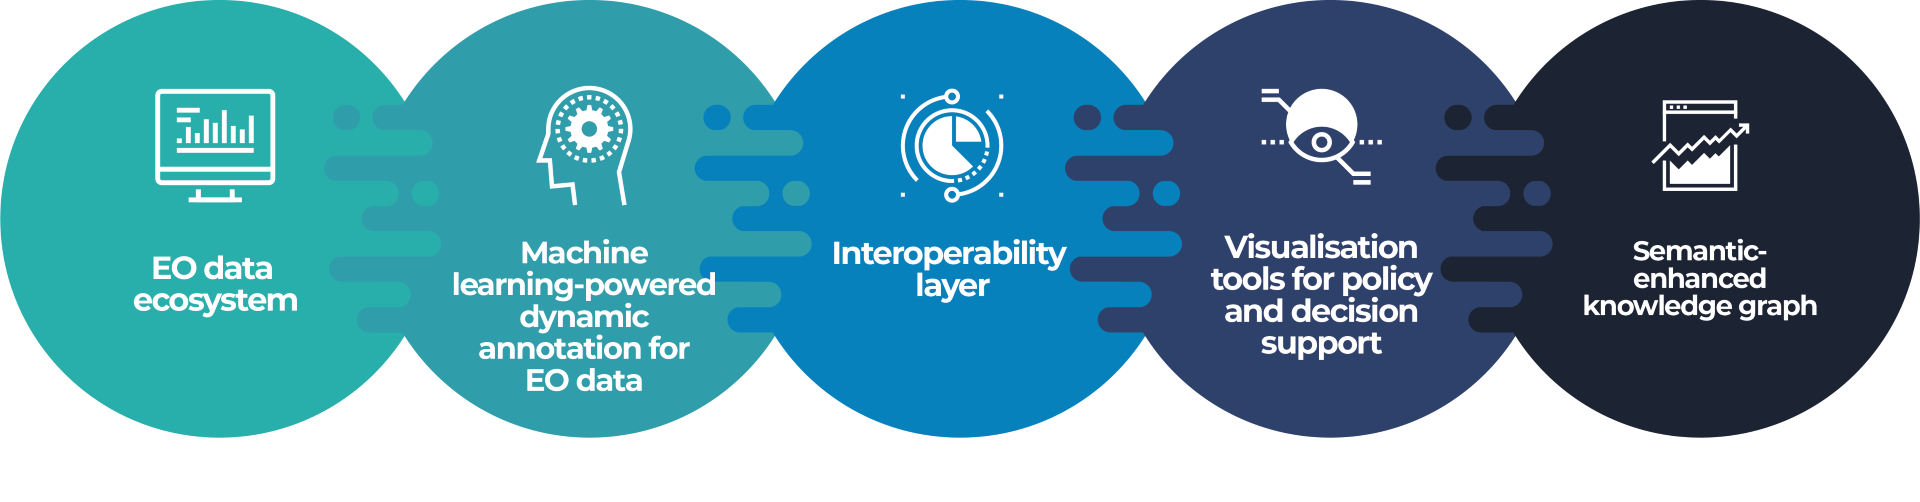 EO data
ecosystem
Machine
learning-powered
dynamic
annotation for
EO data
Interoperability
layer
Visualisation
tools for policy
and decision
support
Semantic-
enhanced
knowledge graph